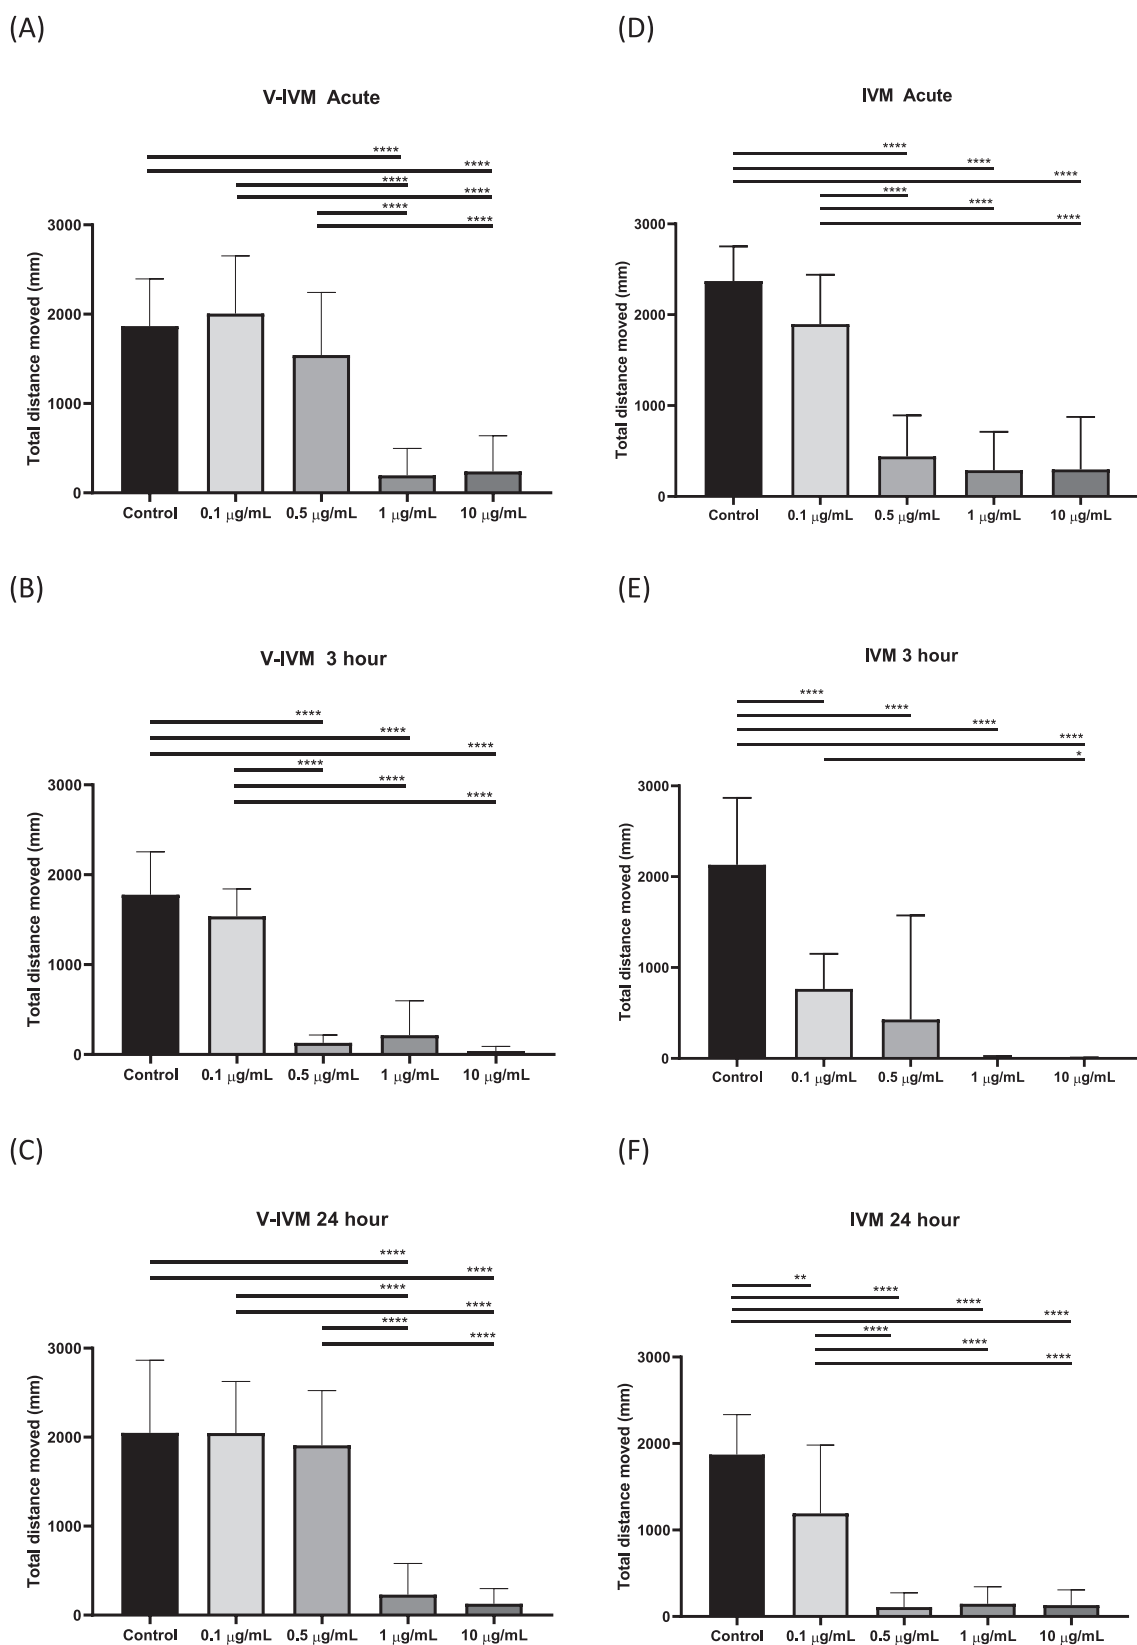 (A)
V-IVM Acute
**** 
****
****
****
****
****
Total distance moved (mm)
3000
2000
1000
0
Control 0.1 μg/mL 0.5 μg/mL 1 μg/mL 10 μg/mL
(D)
IVM Acute
****
****
****
****
****
****
Total distance moved (mm)
3000
2000
1000
0
Control 0.1 μg/mL 0.5 μg/mL 1 μg/mL 10 μg/mL
(B)
V-IVM 3 hour
****
****
****
****
****
****
Total distance moved (mm)
3000
2000
1000
0
Control 0.1 μg/mL 0.5 μg/mL 1 μg/mL 10 μg/mL
(E)
IVM 3 hour
****
****
****
****
*
Total distance moved (mm)
3000
2000
1000
0
Control 0.1 μg/mL 0.5 μg/mL 1 μg/mL 10 μg/mL
(C)
V-IVM 24 hour
****
****
****
****
****
****
Total distance moved (mm)
3000
2000
1000
0
Control 0.1 μg/mL 0.5 μg/mL 1 μg/mL 10 μg/mL
(F)
IVM 24 hour
**
****
****
****
****
****
****
Total distance moved (mm)
3000
2000
1000
0
Control 0.1 μg/mL 0.5 μg/mL 1 μg/mL 10 μg/mL